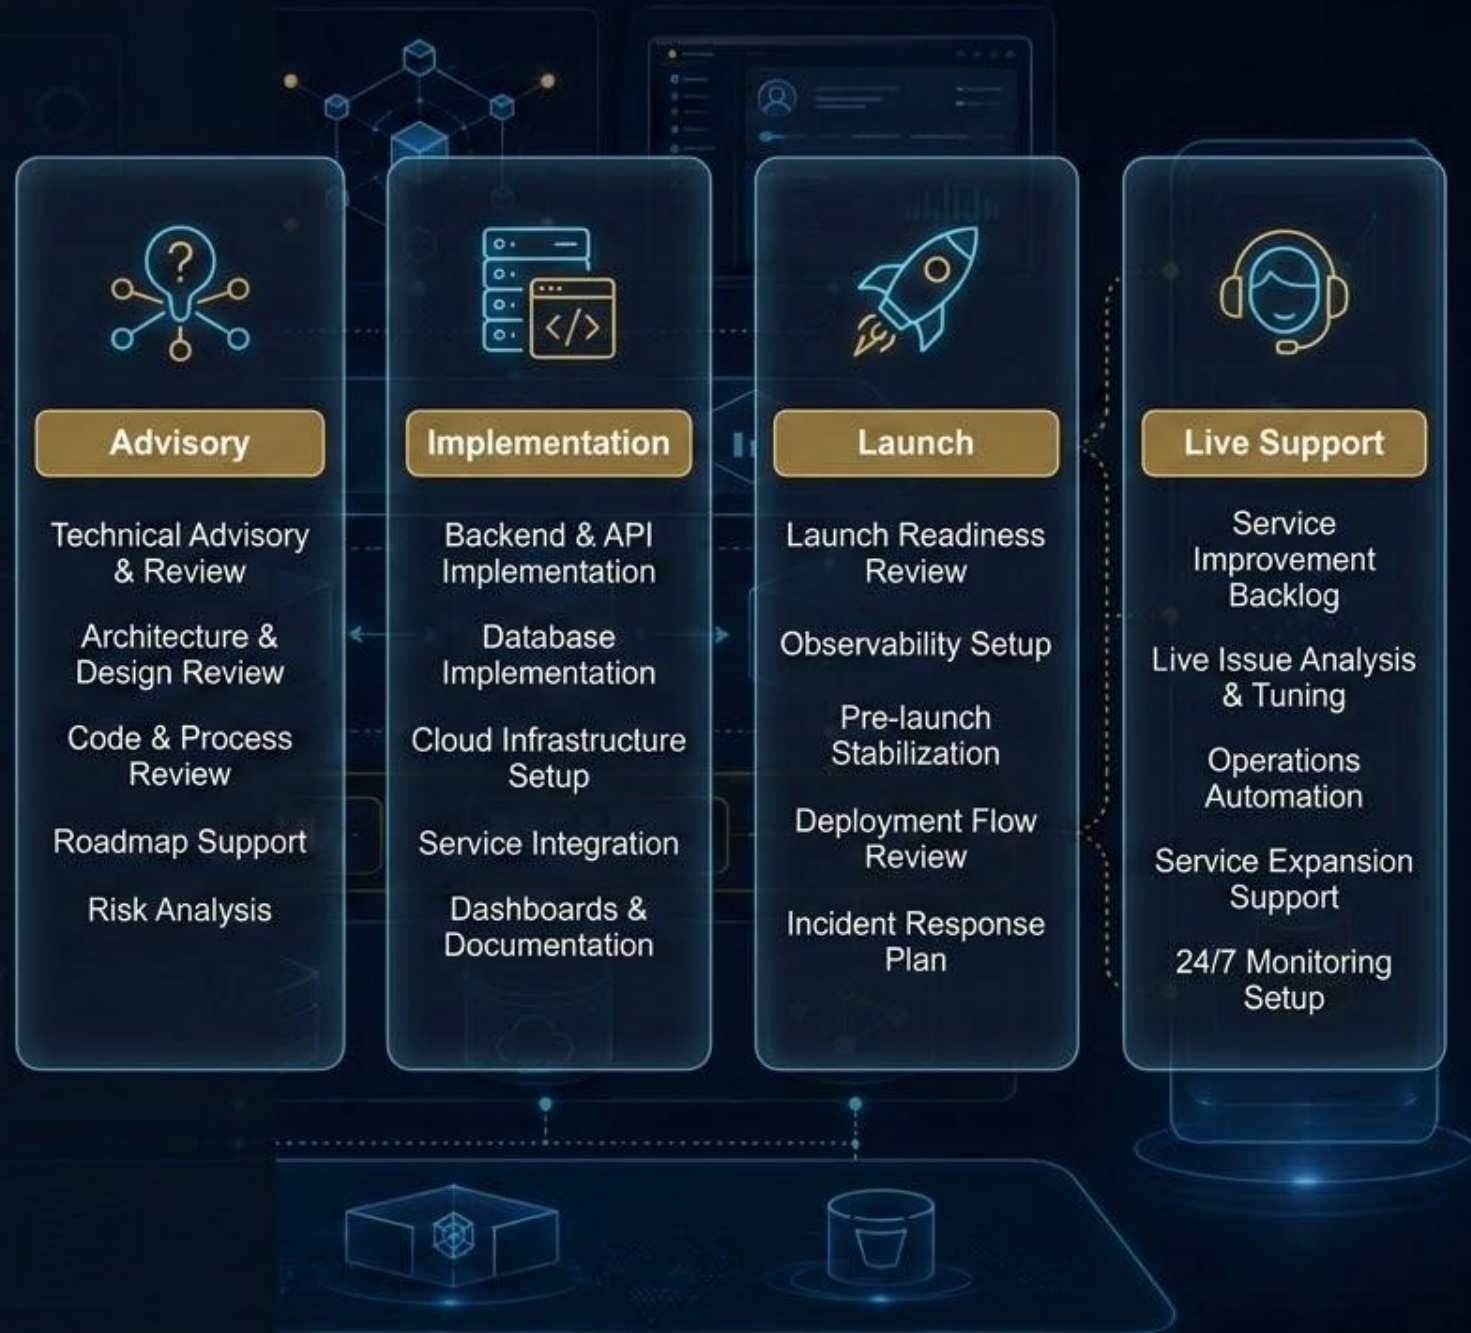 Advisory
Technical Advisory
& Review
Architecture &
Design Review
Code & Process
Review
Roadmap Support
Risk Analysis
Implementation
Backend & API
Implementation
Database
Implementation
Cloud Infrastructure
Setup
Service Integration
Dashboards &
Documentation
Launch
Launch Readiness
Review
Observability Setup
Pre-launch
Stabilization
Deployment Flow
Review
Incident Response
Plan
Live Support
Service
Improvement
Backlog
Live Issue Analysis
& Tuning
Operations
Automation
Service Expansion
Support
24/7 Monitoring
Setup